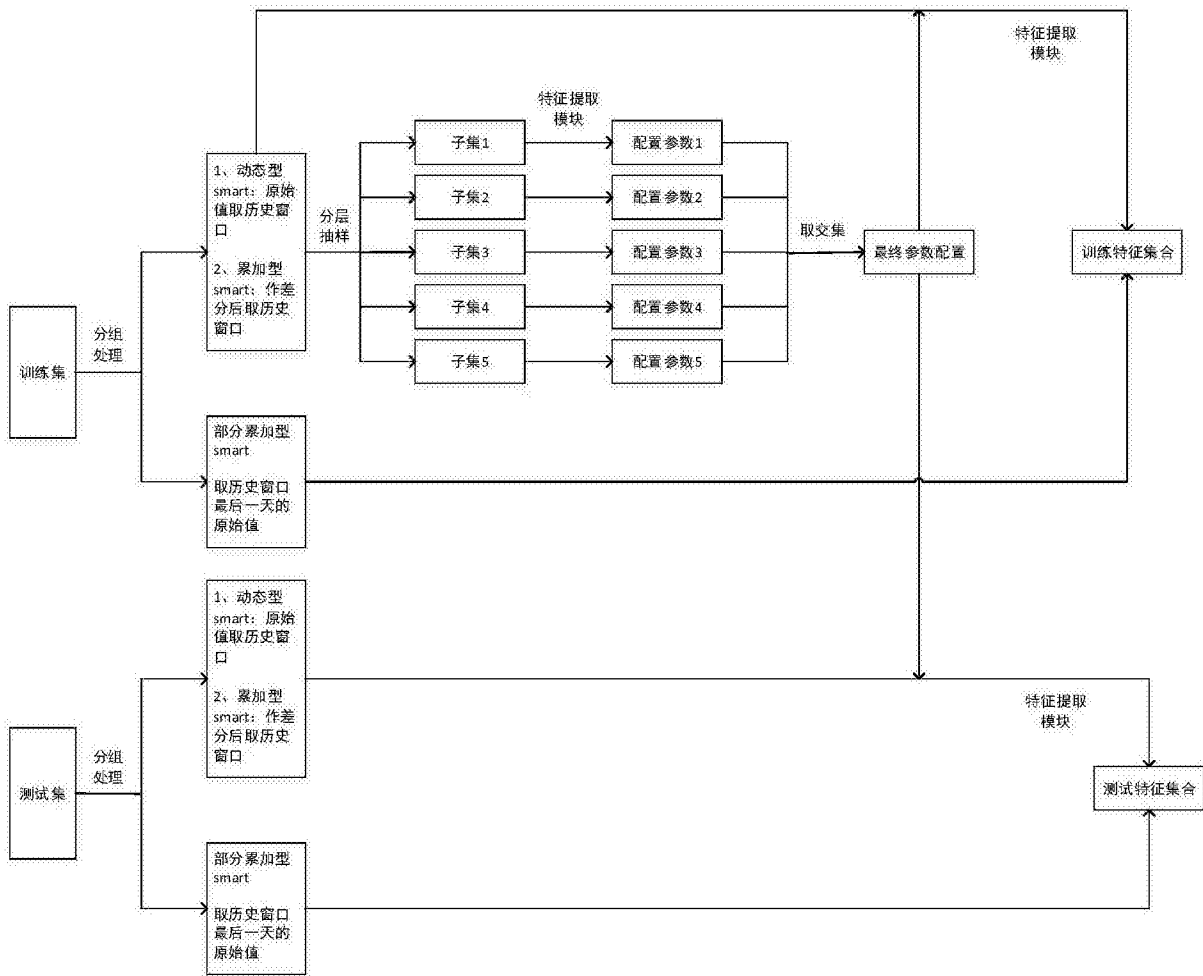 特征提取
模块
特征提取
模块
子集1
配置参数1
1、动态型
smart：原始
值取历史窗
口
2、累加型
smart：作差
分后取历史
窗口
分层
抽样
子集2
配置参数2
子集3
配置参数3
取交集
最终参数配置
训练特征集合
子集4
配置参数4
子集5
配置参数5
训练集
分组
处理
部分累加型
smart
取历史窗口
最后一天的
原始值
1、动态型
smart：原始
值取历史窗
口
2、累加型
smart：作差
分后取历史
窗口
特征提取
模块
测试集
分组
处理
测试特征集合
部分累加型
smart
取历史窗口
最后一天的
原始值